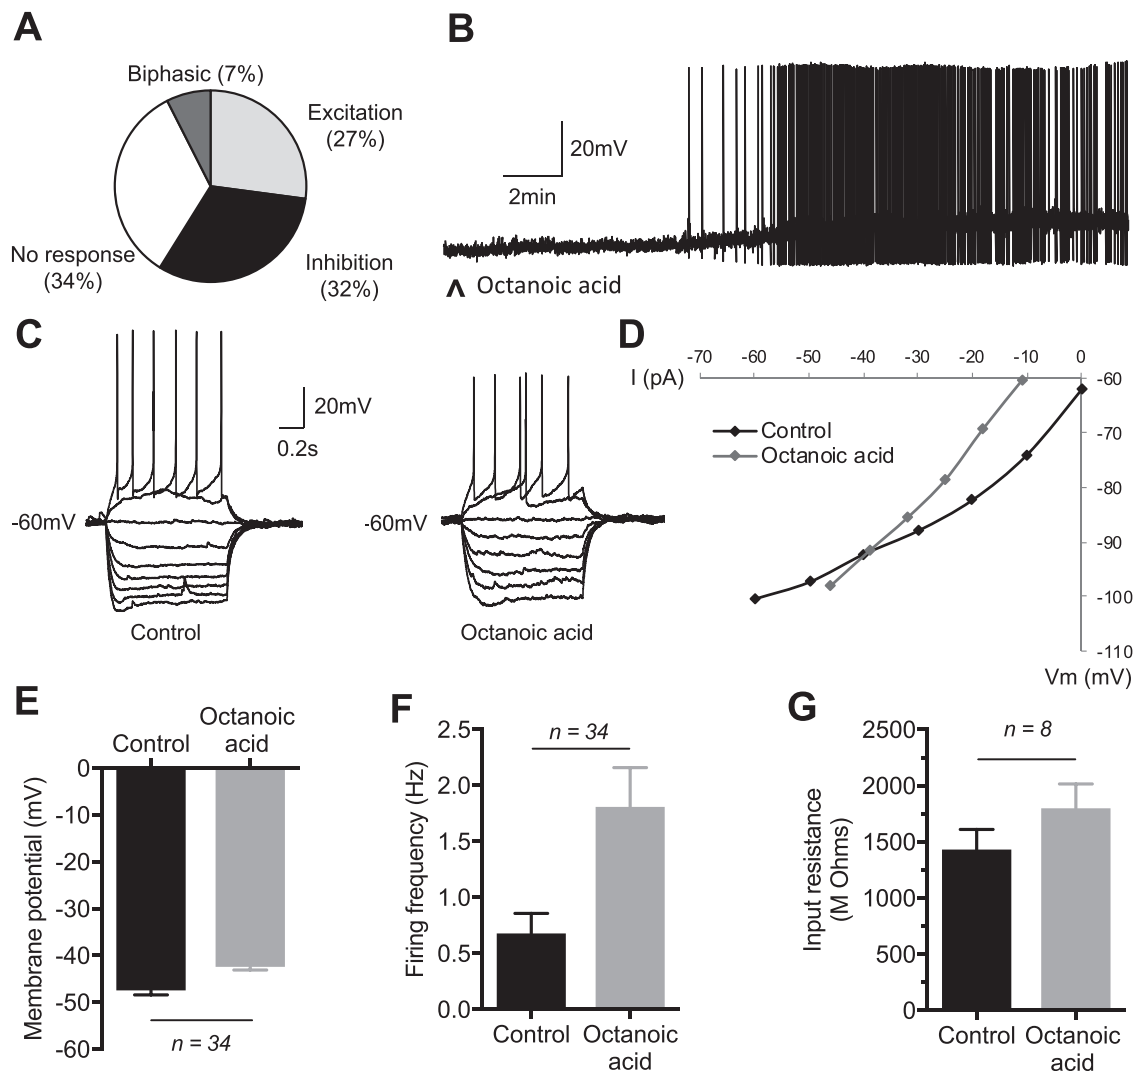 A
Biphasic (7%)
Excitation
(27%)
No response
(34%)
Inhibition
(32%)
B
20mV
2min
^ Octanoic acid
C
20mV
0.2s
-60mV
-60mV
Control
Octanoic acid
D
-70 -60 -50 -40 -30 -20 -10 0
I (pA)
-60
-70
-80
-90
-100
-110
Control
Octanoic acid
Vm (mV)
E
Control
Octanoic
acid
Membrane potential (mV)
0
-10
-20
-30
-40
-50
-60
n = 34
F
Firing frequency (Hz)
2.5
2.0
1.5
1.0
0.5
0.0
n = 34
Control
Octanoic
acid
G
Input resistance
(M Ohms)
2500
2000
1500
1000
500
0
n = 8
Control
Octanoic
acid